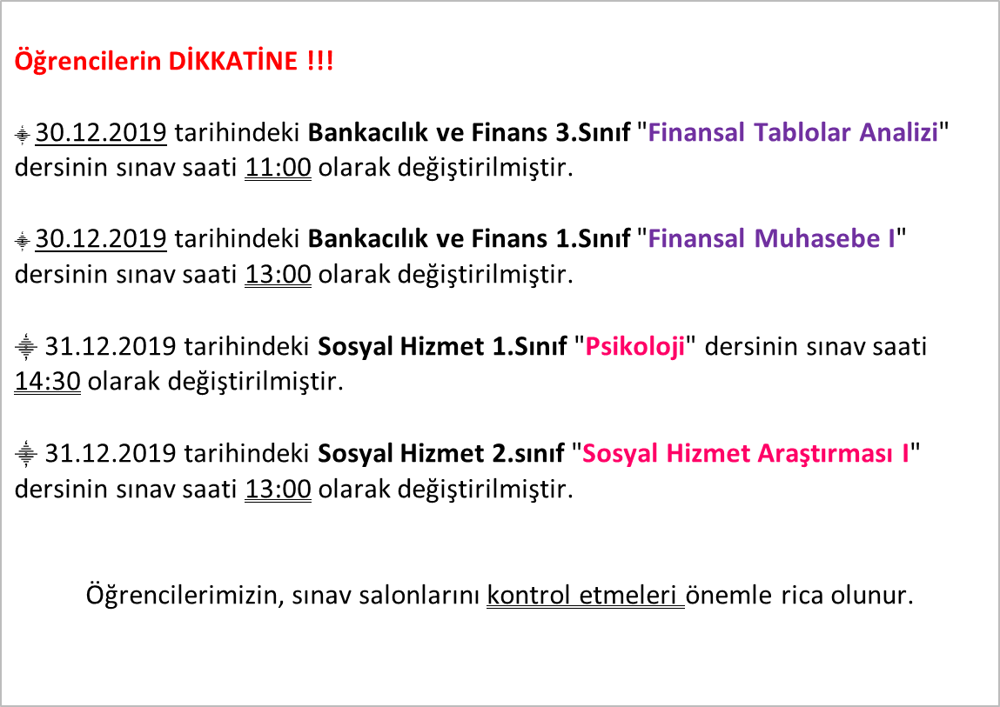 Öğrencilerin DİKKATİNE !!!
30.12.2019 tarihindeki Bankacılık ve Finans 3.Sınıf "Finansal Tablolar Analizi"
dersinin sınav saati 11:00 olarak değiştirilmiştir.
30.12.2019 tarihindeki Bankacılık ve Finans 1.Sınıf "Finansal Muhasebe I"
dersinin sınav saati 13:00 olarak değiştirilmiştir.
31.12.2019 tarihindeki Sosyal Hizmet 1.Sınıf "Psikoloji" dersinin sınav saati
14:30 olarak değiştirilmiştir.
31.12.2019 tarihindeki Sosyal Hizmet 2.sınıf "Sosyal Hizmet Araştırması I"
dersinin sınav saati 13:00 olarak değiştirilmiştir.
Öğrencilerimizin, sınav salonlarını kontrol etmeleri önemle rica olunur.